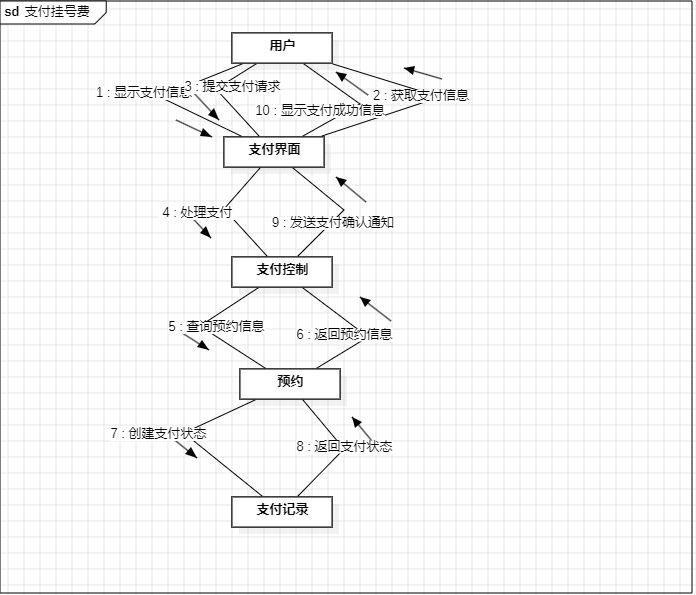 sd 支付挂号费
用户
1 : 显示支付信息
3 : 提交支付请求
2 : 获取支付信息
10 : 显示支付成功信息
支付界面
4 : 处理支付
9 : 发送支付确认通知
支付控制
5 : 查询预约信息
6 : 返回预约信息
预约
7 : 创建支付状态
8 : 返回支付状态
支付记录